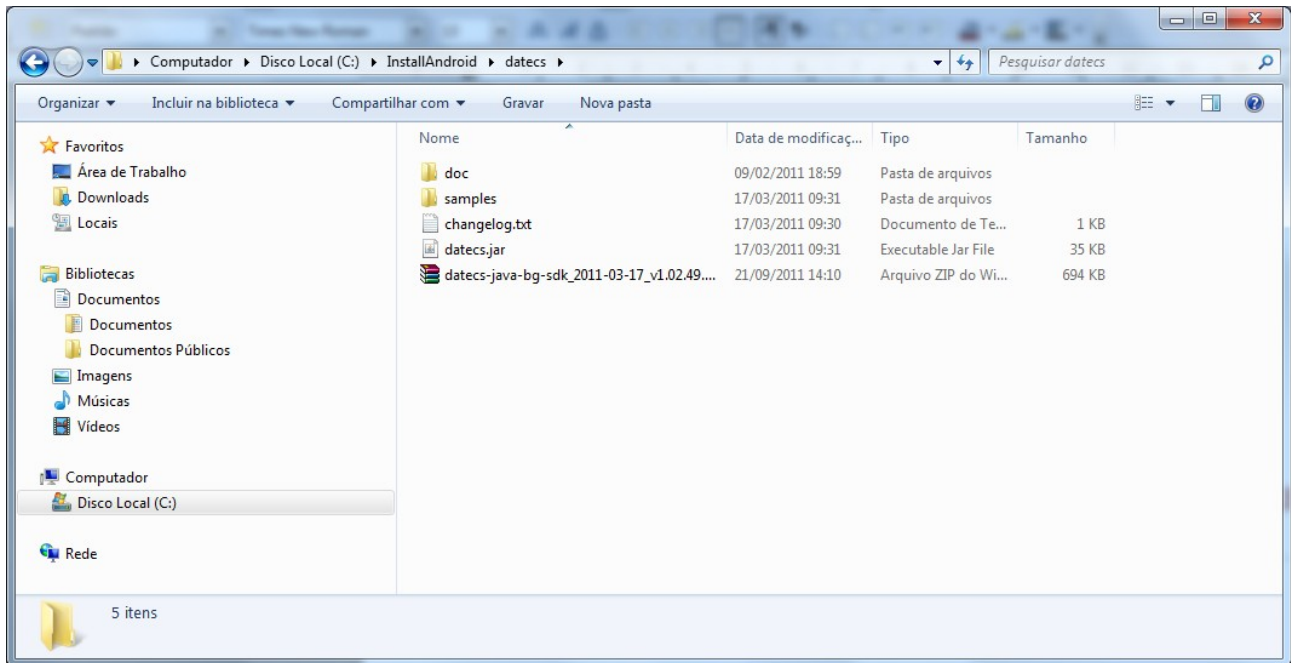 Computador ▸ Disco Local (C:) ▸ InstallAndroid ▸ datecs ▸ Pesquisar datecs
Organizar ▾ Incluir na biblioteca ▾ Compartilhar com ▾ Gravar Nova pasta
Favoritos
Área de Trabalho
Downloads
Locais
Bibliotecas
Documentos
Documentos
Documentos Públicos
Imagens
Músicas
Vídeos
Computador
Disco Local (C:)
Rede
Nome Data de modificaç... Tipo Tamanho
doc 09/02/2011 18:59 Pasta de arquivos
samples 17/03/2011 09:31 Pasta de arquivos
changelog.txt 17/03/2011 09:30 Documento de Te... 1 KB
datecs.jar 17/03/2011 09:31 Executable Jar File 35 KB
datecs-java-bg-sdk_2011-03-17_v1.02.49.... 21/09/2011 14:10 Arquivo ZIP do Wi... 694 KB
5 itens